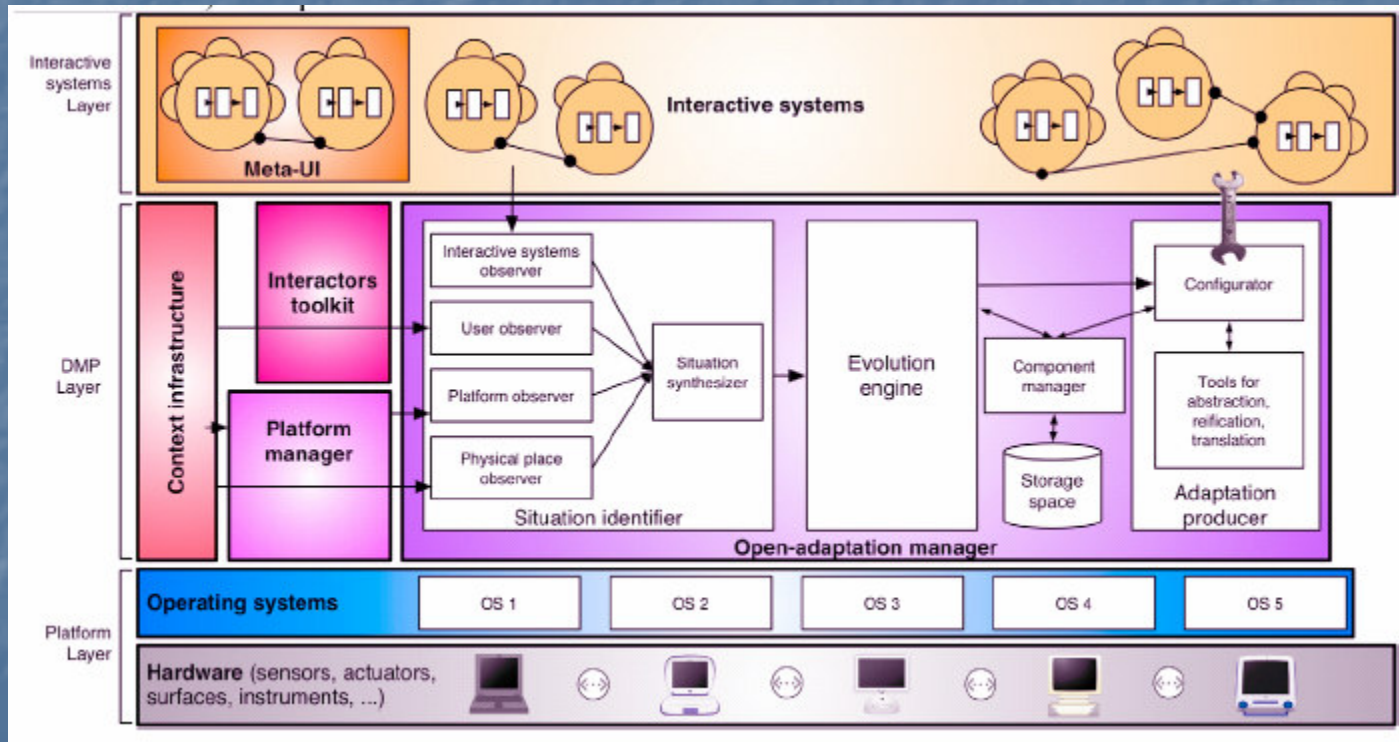 Interactive
systems
Layer
Interactive systems
Meta-UI
DMP
Layer
Context infrastructure
Interactors
toolkit
Platform
manager
Interactive systems
observer
User observer
Platform observer
Physical place
observer
Situation
synthesizer
Situation identifier
Evolution
engine
Component
manager
Storage
space
Configurator
Tools for
abstraction,
reification,
translation
Adaptation
producer
Open-adaptation manager
Platform
Layer
Operating systems
OS 1
OS 2
OS 3
OS 4
OS 5
Hardware (sensors, actuators,
surfaces, instruments, ...)